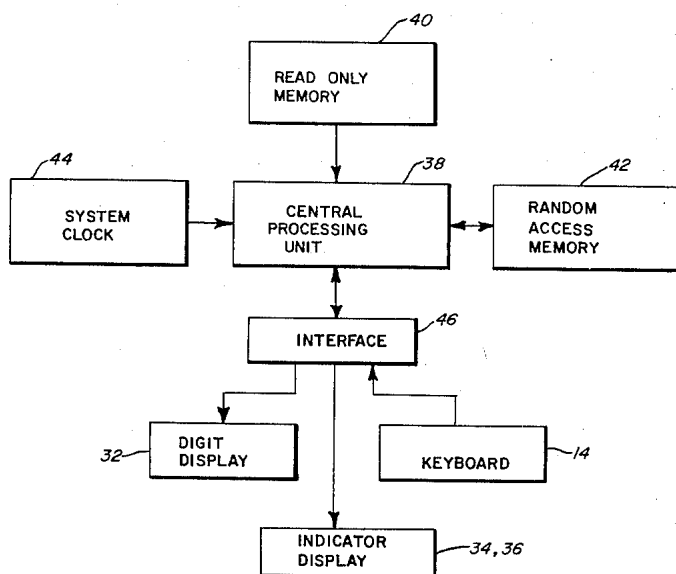 40
READ ONLY
MEMORY
44
38
42
SYSTEM
CLOCK
CENTRAL
PROCESSING
UNIT
RANDOM
ACCESS
MEMORY
46
INTERFACE
32
DIGIT
DISPLAY
KEYBOARD
14
INDICATOR
DISPLAY
34,36